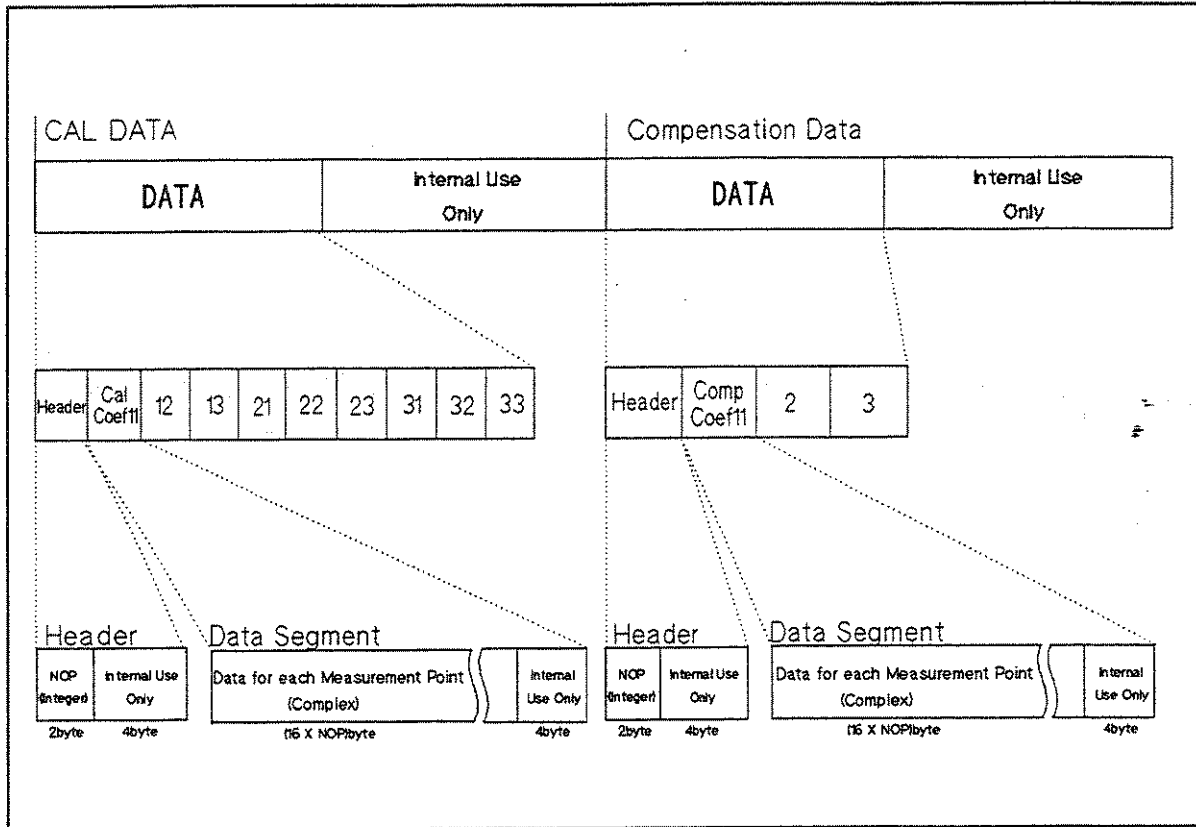 CAL DATA
Compensation Data
DATA
Internal Use
Only
DATA
Internal Use
Only
Header
Cal
Coef11
12
13
21
22
23
31
32
33
Header
Comp
Coef11
2
3
Header
Data Segment
Header
Data Segment
NOP
(Integer)
Internal Use
Only
Data for each Measurement Point
(Complex)
Internal
Use Only
NOP
(Integer)
Internal Use
Only
Data for each Measurement Point
(Complex)
Internal
Use Only
2byte
4byte
(16 X NOP)byte
4byte
2byte
4byte
(16 X NOP)byte
4byte